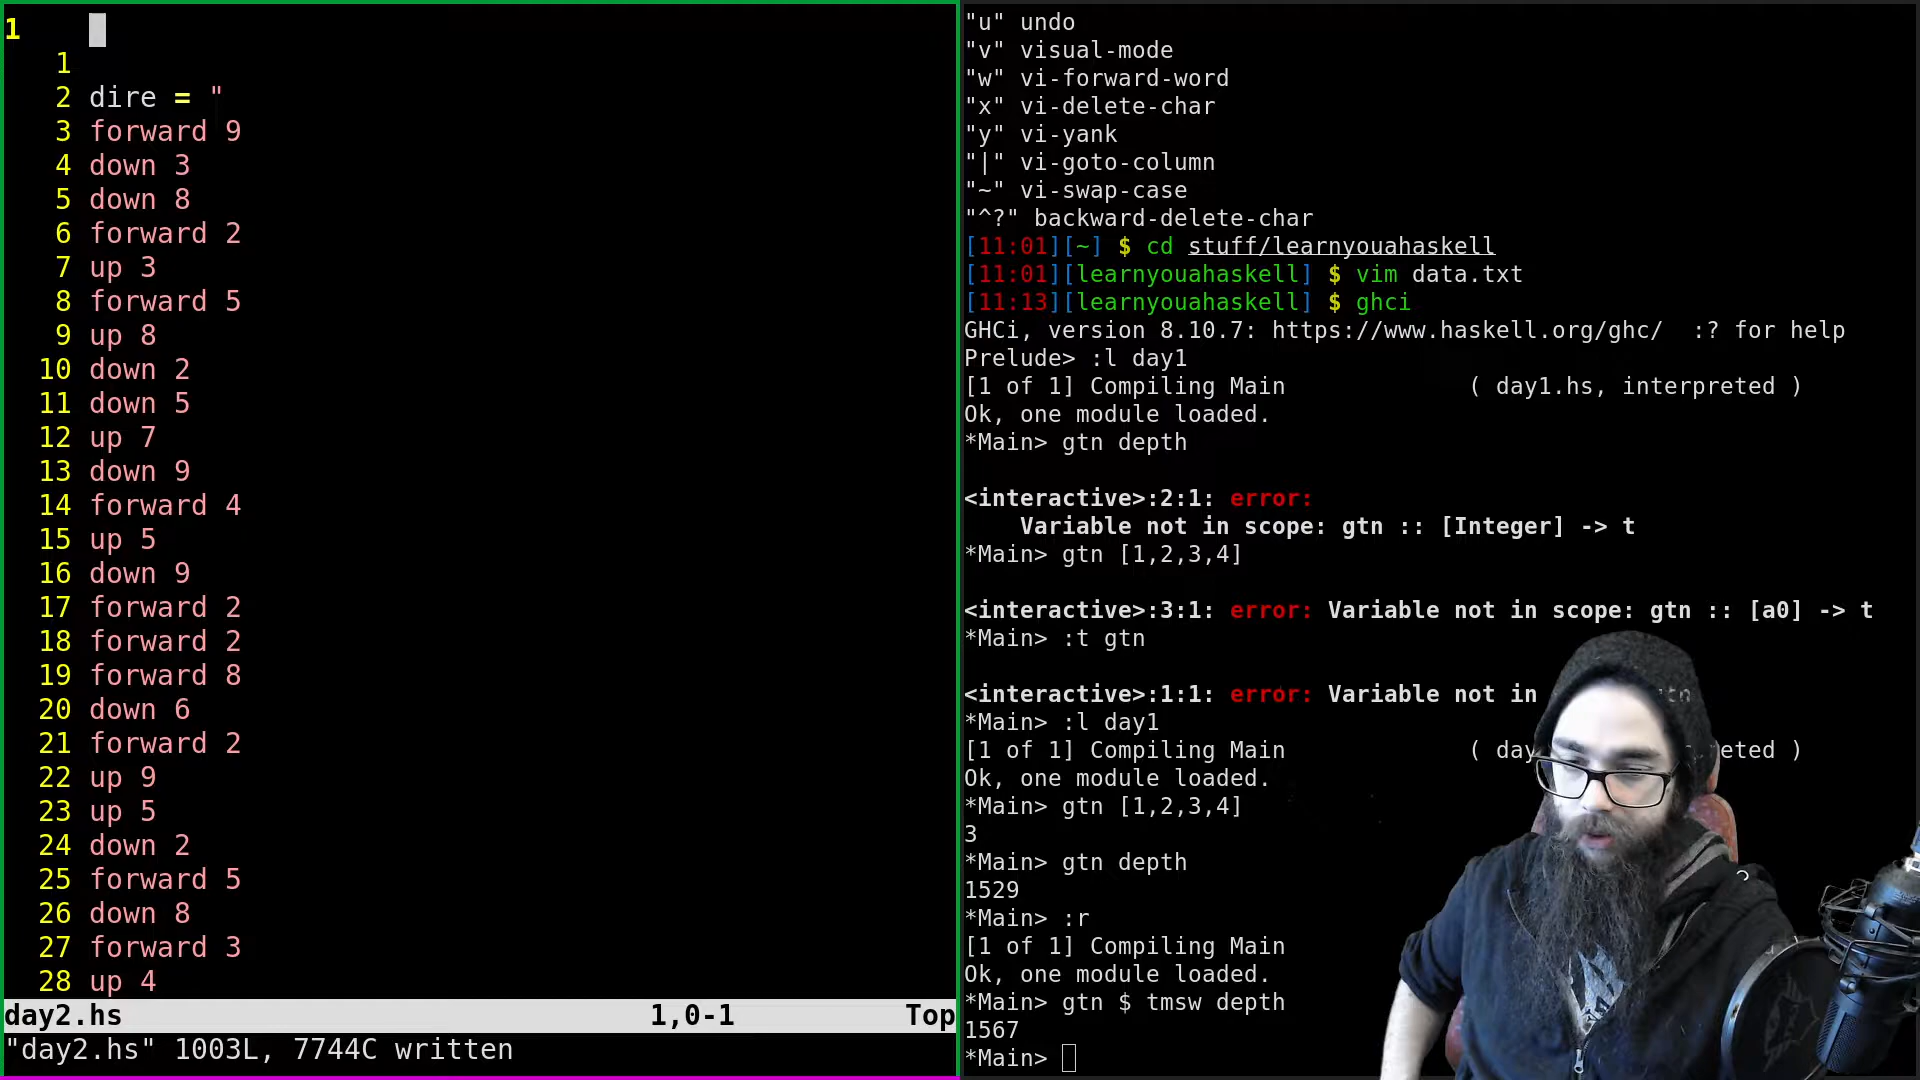 1
1
2 dire = "
3 forward 9
4 down 3
5 down 8
6 forward 2
7 up 3
8 forward 5
9 up 8
10 down 2
11 down 5
12 up 7
13 down 9
14 forward 4
15 up 5
16 down 9
17 forward 2
18 forward 2
19 forward 8
20 down 6
21 forward 2
22 up 9
23 up 5
24 down 2
25 forward 5
26 down 8
27 forward 3
28 up 4
day2.hs 1,0-1 Top
"day2.hs" 1003L, 7744C written
"u" undo
"v" visual-mode
"w" vi-forward-word
"x" vi-delete-char
"y" vi-yank
"|" vi-goto-column
"~" vi-swap-case
"^?" backward-delete-char
[11:01][~] $ cd stuff/learnyouahaskell
[11:01][learnyouahaskell] $ vim data.txt
[11:13][learnyouahaskell] $ ghci
GHCi, version 8.10.7: https://www.haskell.org/ghc/  :? for help
Prelude> :l day1
[1 of 1] Compiling Main ( day1.hs, interpreted )
Ok, one module loaded.
*Main> gtn depth
<interactive>:2:1: error:
Variable not in scope: gtn :: [Integer] -> t
*Main> gtn [1,2,3,4]
<interactive>:3:1: error: Variable not in scope: gtn :: [a0] -> t
*Main> :t gtn
<interactive>:1:1: error: Variable not in
*Main> :l day1
[1 of 1] Compiling Main ( day eted )
Ok, one module loaded.
*Main> gtn [1,2,3,4]
3
*Main> gtn depth
1529
*Main> :r
[1 of 1] Compiling Main
Ok, one module loaded.
*Main> gtn $ tmsw depth
1567
*Main>